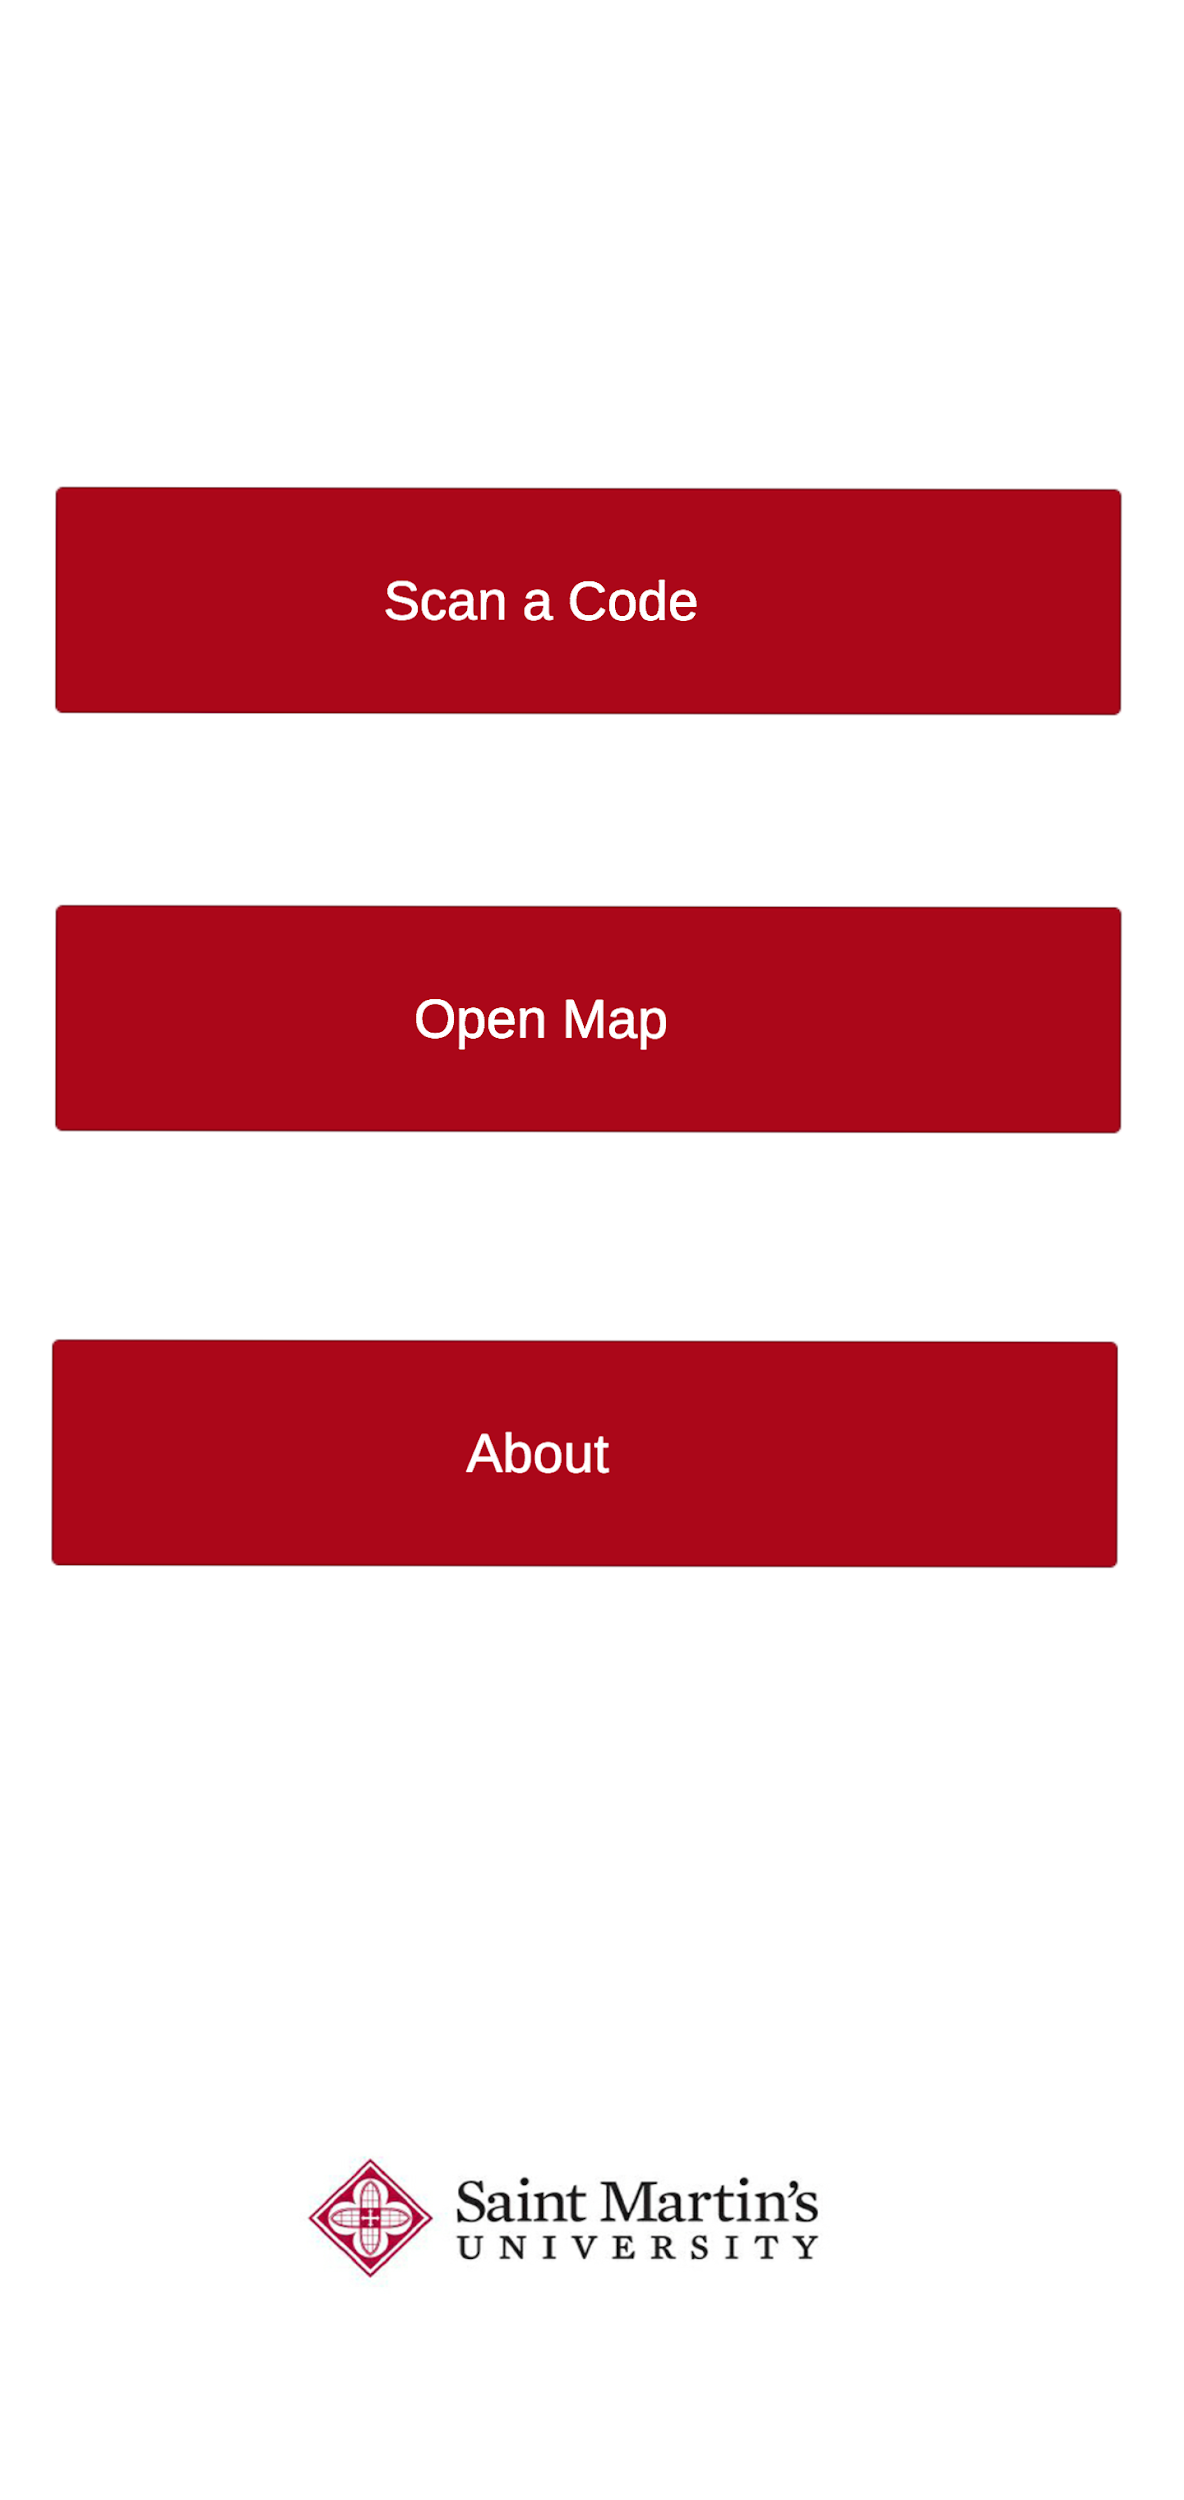 Scan a Code
Open Map
About
Saint Martin’s
UNIVERSITY